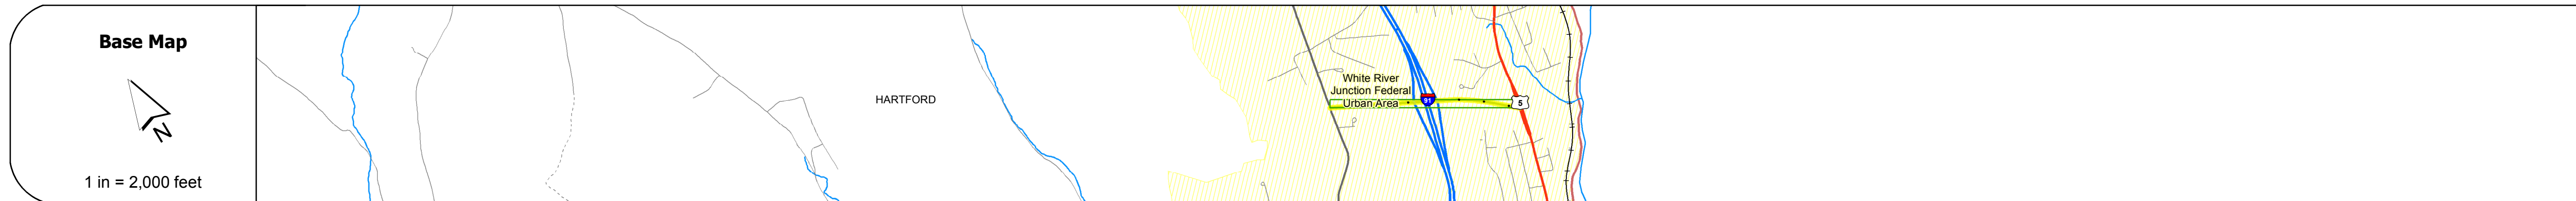 Base Map
N
1 in = 2,000 feet
HARTFORD
White River
Junction Federal
Urban Area
91
5